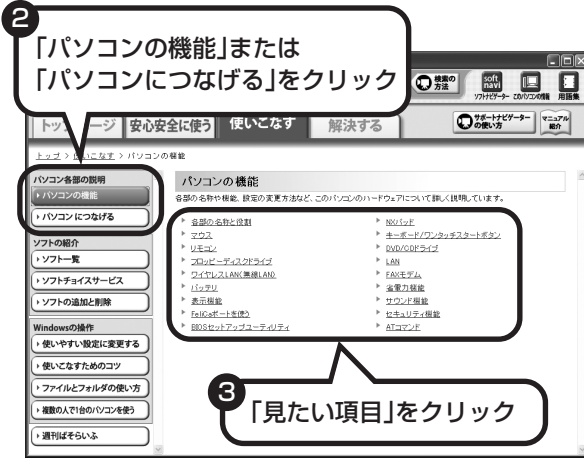 2
「パソコンの機能」または
「パソコンにつなげる」をクリック
検索の
方法
soft
navi
ソフトナビゲーター
このパソコンの情報
用語集
安心安全に使う
使いこなす
解決する
サポートナビゲーター
の使い方
マニュアル
紹介
トップ > 使いこなす > パソコンの機能
パソコン各部の説明
パソコンの機能
パソコンにつなげる
ソフトの紹介
ソフト一覧
ソフトチョイスサービス
ソフトの追加と削除
Windowsの操作
使いやすい設定に変更する
使いこなすためのコツ
ファイルとフォルダの使い方
複数の人で1台のパソコンを使う
週刊ぱそらいふ
パソコンの機能
各部の名称や機能、設定の変更方法など、このパソコンのハードウェアについて詳しく説明しています。
各部の名称と役割
マウス
リモコン
フロッピーディスクドライブ
ワイヤレスLAN(無線LAN)
バッテリ
表示機能
FeliCaポートを使う
BIOSセットアップユーティリティ
NXパッド
キーボード/ワンタッチスタートボタン
DVD/CDドライブ
LAN
FAXモデム
省電力機能
サウンド機能
セキュリティ機能
ATコマンド
3
「見たい項目」をクリック